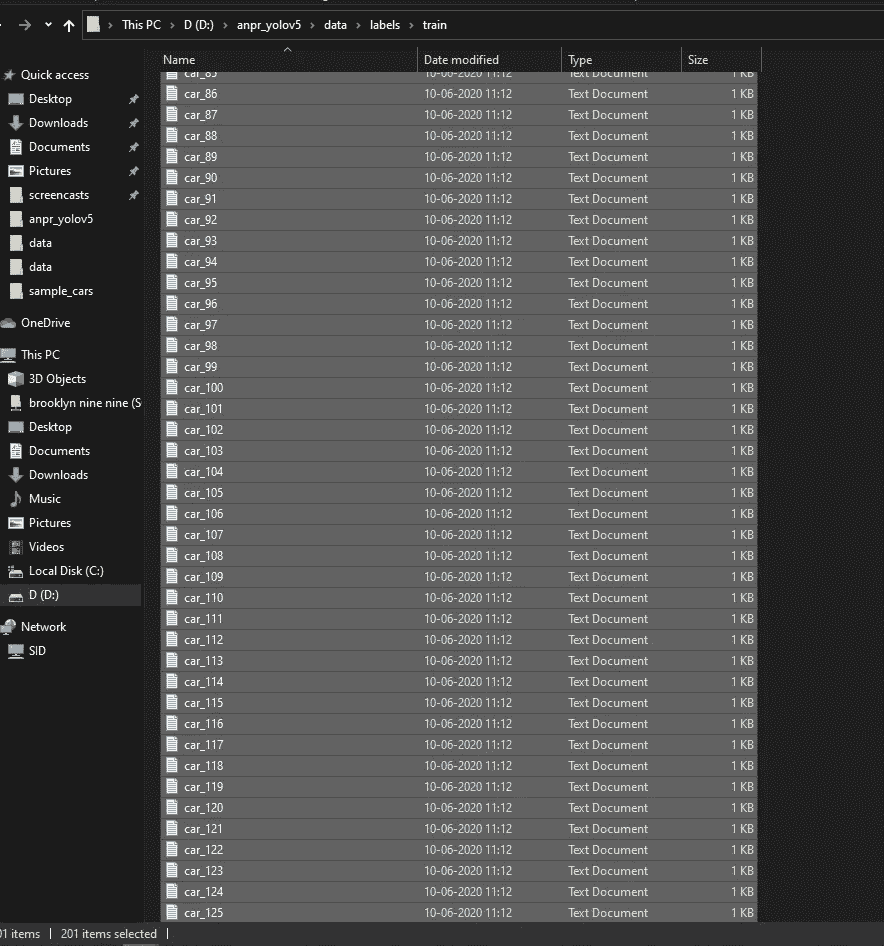 This PC > D (D:) > anpr_yolov5 > data > labels > train
Name Date modified Type Size
Quick access
Desktop
Downloads
Documents
Pictures
screencasts
anpr_yolov5
data
data
sample_cars
OneDrive
This PC
3D Objects
brooklyn nine nine (S
Desktop
Documents
Downloads
Music
Pictures
Videos
Local Disk (C:)
D (D:)
Network
SID
car_85 10-06-2020 11:12 Text Document 1 KB
car_86 10-06-2020 11:12 Text Document 1 KB
car_87 10-06-2020 11:12 Text Document 1 KB
car_88 10-06-2020 11:12 Text Document 1 KB
car_89 10-06-2020 11:12 Text Document 1 KB
car_90 10-06-2020 11:12 Text Document 1 KB
car_91 10-06-2020 11:12 Text Document 1 KB
car_92 10-06-2020 11:12 Text Document 1 KB
car_93 10-06-2020 11:12 Text Document 1 KB
car_94 10-06-2020 11:12 Text Document 1 KB
car_95 10-06-2020 11:12 Text Document 1 KB
car_96 10-06-2020 11:12 Text Document 1 KB
car_97 10-06-2020 11:12 Text Document 1 KB
car_98 10-06-2020 11:12 Text Document 1 KB
car_99 10-06-2020 11:12 Text Document 1 KB
car_100 10-06-2020 11:12 Text Document 1 KB
car_101 10-06-2020 11:12 Text Document 1 KB
car_102 10-06-2020 11:12 Text Document 1 KB
car_103 10-06-2020 11:12 Text Document 1 KB
car_104 10-06-2020 11:12 Text Document 1 KB
car_105 10-06-2020 11:12 Text Document 1 KB
car_106 10-06-2020 11:12 Text Document 1 KB
car_107 10-06-2020 11:12 Text Document 1 KB
car_108 10-06-2020 11:12 Text Document 1 KB
car_109 10-06-2020 11:12 Text Document 1 KB
car_110 10-06-2020 11:12 Text Document 1 KB
car_111 10-06-2020 11:12 Text Document 1 KB
car_112 10-06-2020 11:12 Text Document 1 KB
car_113 10-06-2020 11:12 Text Document 1 KB
car_114 10-06-2020 11:12 Text Document 1 KB
car_115 10-06-2020 11:12 Text Document 1 KB
car_116 10-06-2020 11:12 Text Document 1 KB
car_117 10-06-2020 11:12 Text Document 1 KB
car_118 10-06-2020 11:12 Text Document 1 KB
car_119 10-06-2020 11:12 Text Document 1 KB
car_120 10-06-2020 11:12 Text Document 1 KB
car_121 10-06-2020 11:12 Text Document 1 KB
car_122 10-06-2020 11:12 Text Document 1 KB
car_123 10-06-2020 11:12 Text Document 1 KB
car_124 10-06-2020 11:12 Text Document 1 KB
car_125 10-06-2020 11:12 Text Document 1 KB
01 items | 201 items selected |